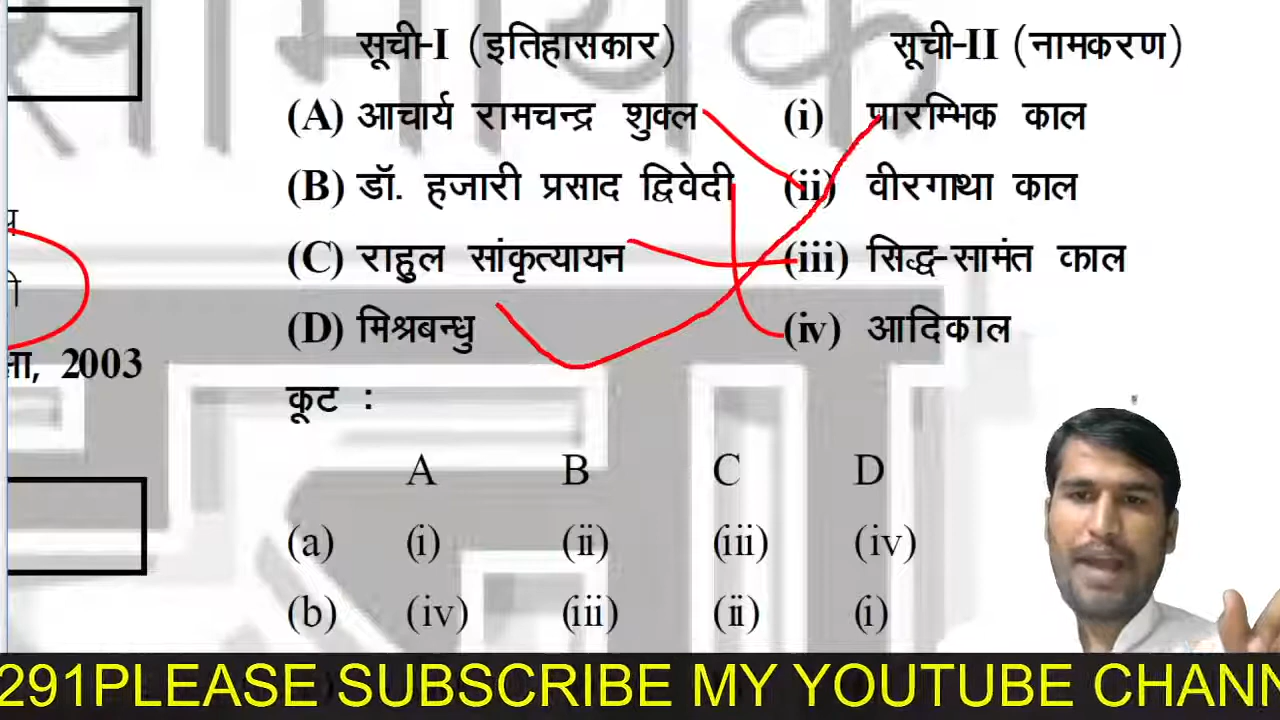 सूची-I (इतिहासकार) सूची-II (नामकरण)
(A) आचार्य रामचन्द्र शुक्ल (i) प्रारम्भिक काल
(B) डॉ. हजारी प्रसाद द्विवेदी (ii) वीरगाथा काल
(C) राहुल सांकृत्यायन (iii) सिद्ध-सामंत काल
(D) मिश्रबन्धु (iv) आदिकाल
2003
कूट :
A B C D
(a) (i) (ii) (iii) (iv)
(b) (iv) (iii) (ii) (i)
291PLEASE SUBSCRIBE MY YOUTUBE CHANN